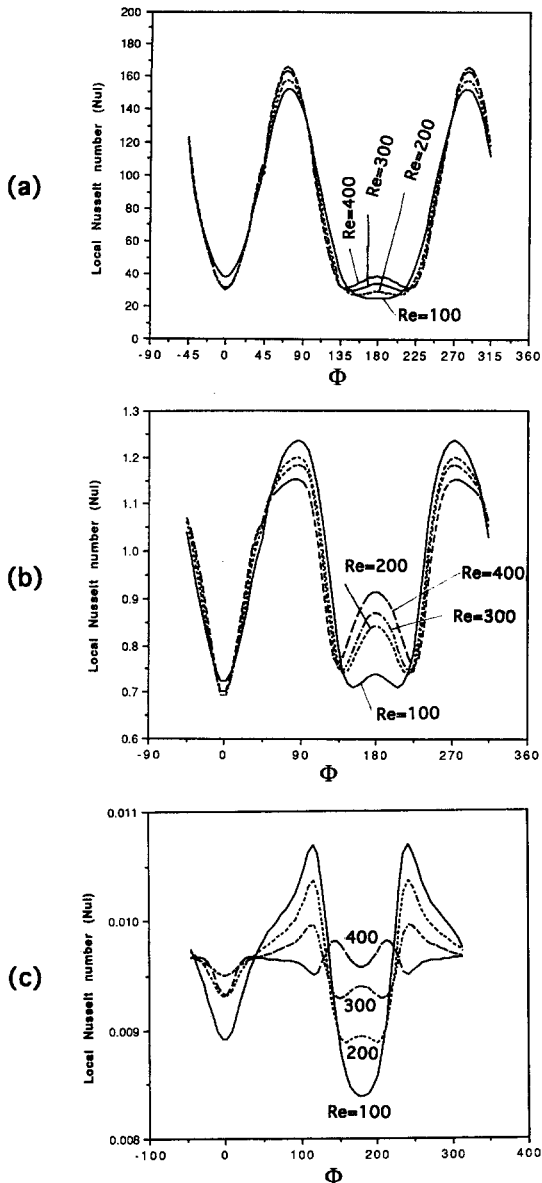 (a)
Local Nusselt number (Nul)
200
180
160
140
120
100
80
60
40
20
0
Re=400
Re=300
Re=200
Re=100
-90 -45 0 45 90 135 180 225 270 315 360
Φ
(b)
Local Nusselt number (Nul)
1.3
1.2
1.1
1.0
0.9
0.8
0.7
0.6
Re=200
Re=400
Re=300
Re=100
-90 0 90 180 270 360
Φ
(c)
Local Nusselt number (Nul)
0.011
0.010
0.009
0.008
400
300
200
Re=100
-100 0 100 200 300 400
Φ